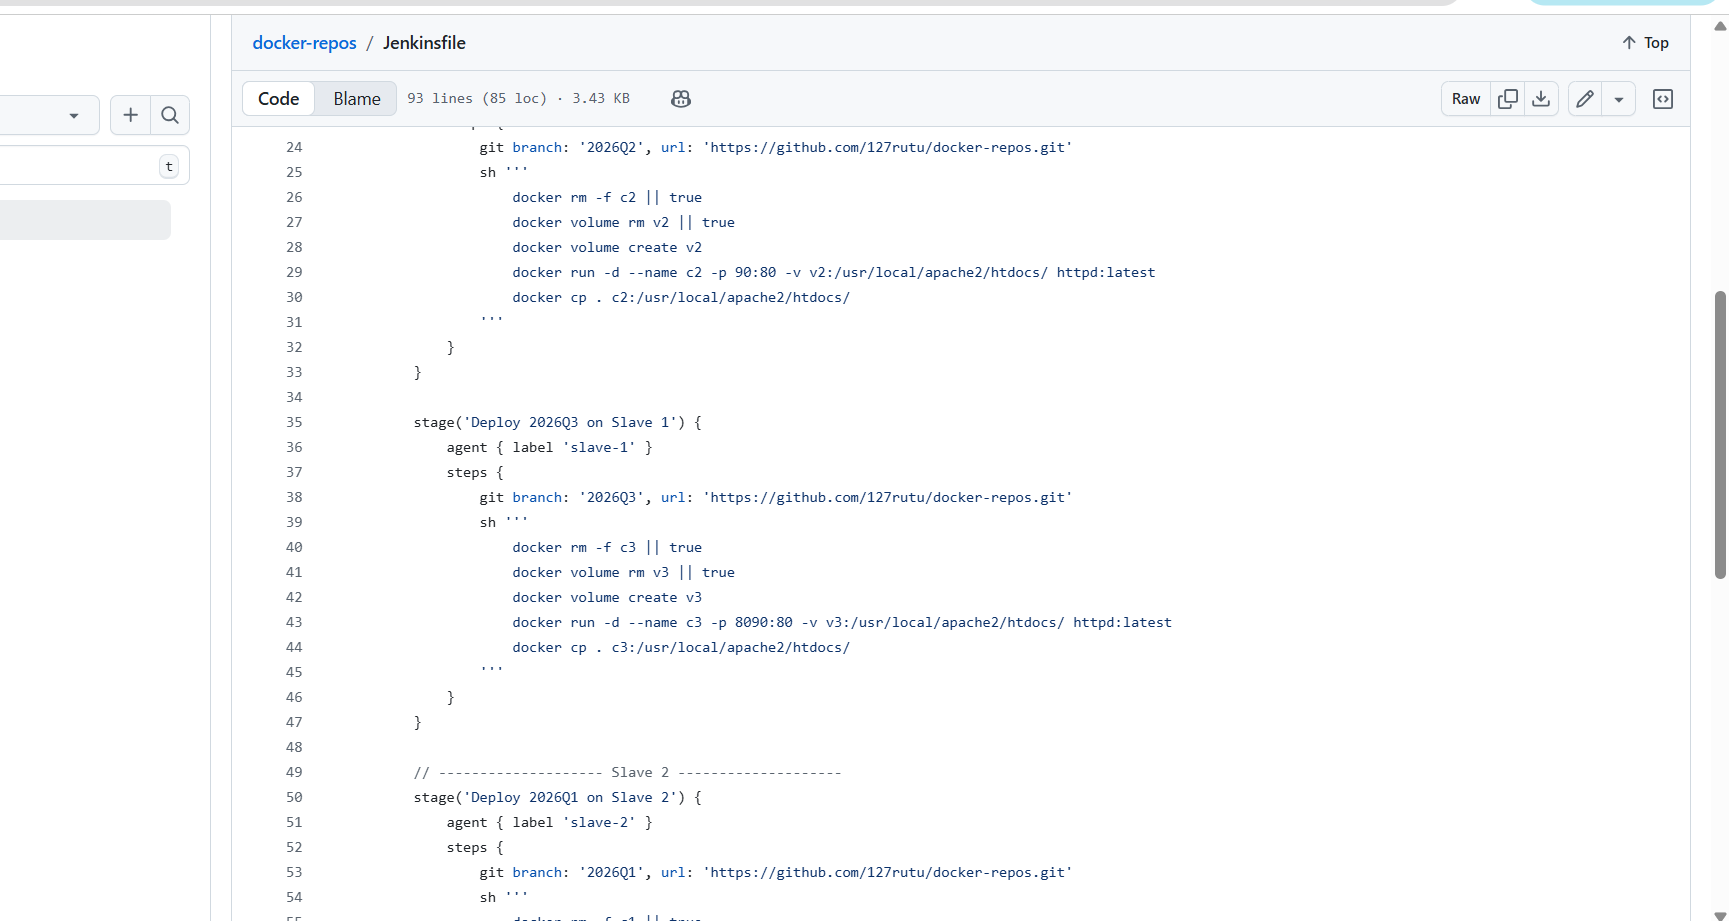 docker-repos / Jenkinsfile
Top
Code Blame 93 lines (85 loc) · 3.43 KB
Raw
t
24 git branch: '2026Q2', url: 'https://github.com/127rutu/docker-repos.git'
25 sh '''
26 docker rm -f c2 || true
27 docker volume rm v2 || true
28 docker volume create v2
29 docker run -d --name c2 -p 90:80 -v v2:/usr/local/apache2/htdocs/ httpd:latest
30 docker cp . c2:/usr/local/apache2/htdocs/
31 '''
32 }
33 }
34
35 stage('Deploy 2026Q3 on Slave 1') {
36 agent { label 'slave-1' }
37 steps {
38 git branch: '2026Q3', url: 'https://github.com/127rutu/docker-repos.git'
39 sh '''
40 docker rm -f c3 || true
41 docker volume rm v3 || true
42 docker volume create v3
43 docker run -d --name c3 -p 8090:80 -v v3:/usr/local/apache2/htdocs/ httpd:latest
44 docker cp . c3:/usr/local/apache2/htdocs/
45 '''
46 }
47 }
48
49 // -------------------- Slave 2 --------------------
50 stage('Deploy 2026Q1 on Slave 2') {
51 agent { label 'slave-2' }
52 steps {
53 git branch: '2026Q1', url: 'https://github.com/127rutu/docker-repos.git'
54 sh '''
55 docker rm -f c1 || true